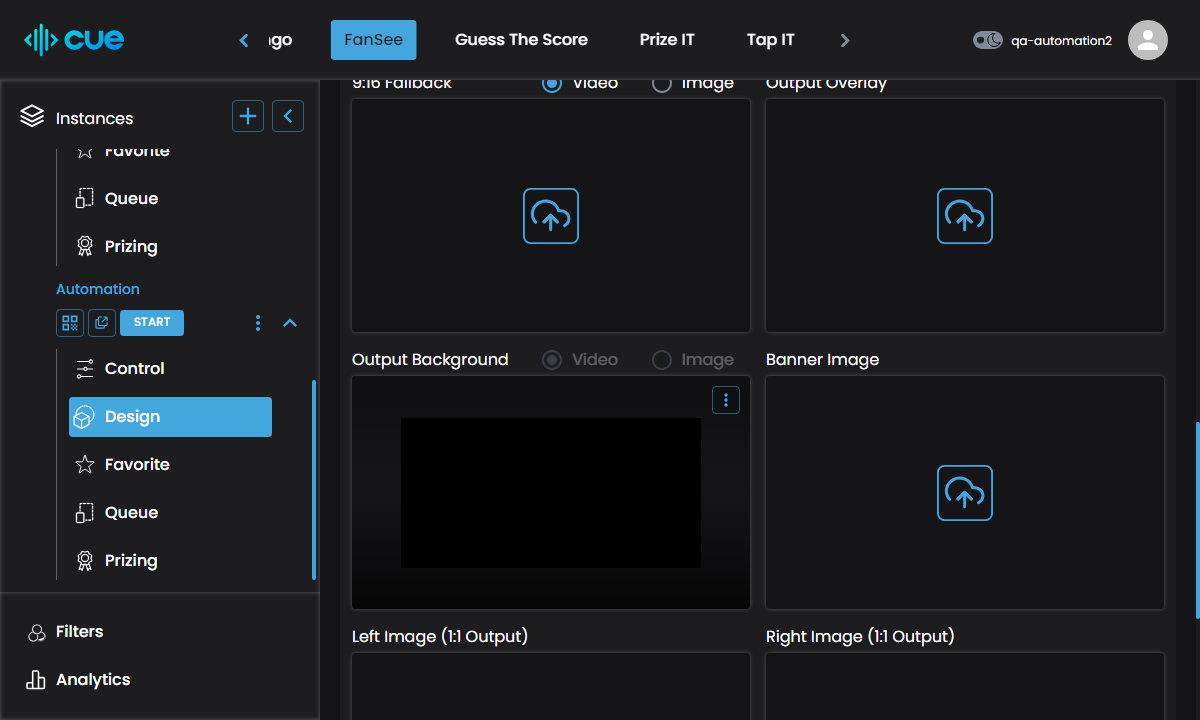 cue
ngo
FanSee
Guess The Score
Prize IT
Tap IT
qa-automation2
Instances
Favorite
Queue
Prizing
Automation
START
Control
Design
Favorite
Queue
Prizing
Filters
Analytics
9:16 Fallback
Video
Image
Output Overlay
Output Background
Video
Image
Banner Image
Left Image (1:1 Output)
Right Image (1:1 Output)